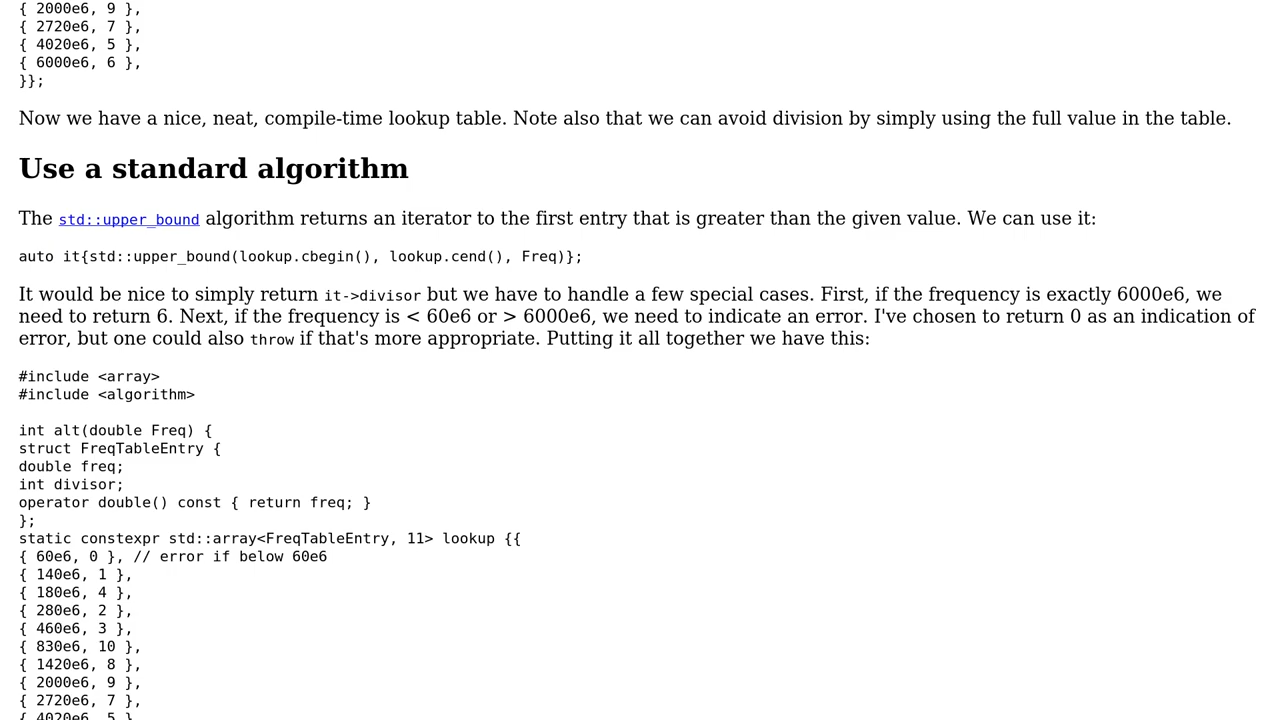 { 2000e6, 9 },
{ 2720e6, 7 },
{ 4020e6, 5 },
{ 6000e6, 6 },
}};
Now we have a nice, neat, compile-time lookup table. Note also that we can avoid division by simply using the full value in the table.
Use a standard algorithm
The std::upper_bound algorithm returns an iterator to the first entry that is greater than the given value. We can use it:
auto it{std::upper_bound(lookup.cbegin(), lookup.cend(), Freq)};
It would be nice to simply return it->divisor but we have to handle a few special cases. First, if the frequency is exactly 6000e6, we
need to return 6. Next, if the frequency is < 60e6 or > 6000e6, we need to indicate an error. I've chosen to return 0 as an indication of
error, but one could also throw if that's more appropriate. Putting it all together we have this:
#include <array>
#include <algorithm>
int alt(double Freq) {
struct FreqTableEntry {
double freq;
int divisor;
operator double() const { return freq; }
};
static constexpr std::array<FreqTableEntry, 11> lookup {{
{ 60e6, 0 }, // error if below 60e6
{ 140e6, 1 },
{ 180e6, 4 },
{ 280e6, 2 },
{ 460e6, 3 },
{ 830e6, 10 },
{ 1420e6, 8 },
{ 2000e6, 9 },
{ 2720e6, 7 },
{ 4020e6, 5 },